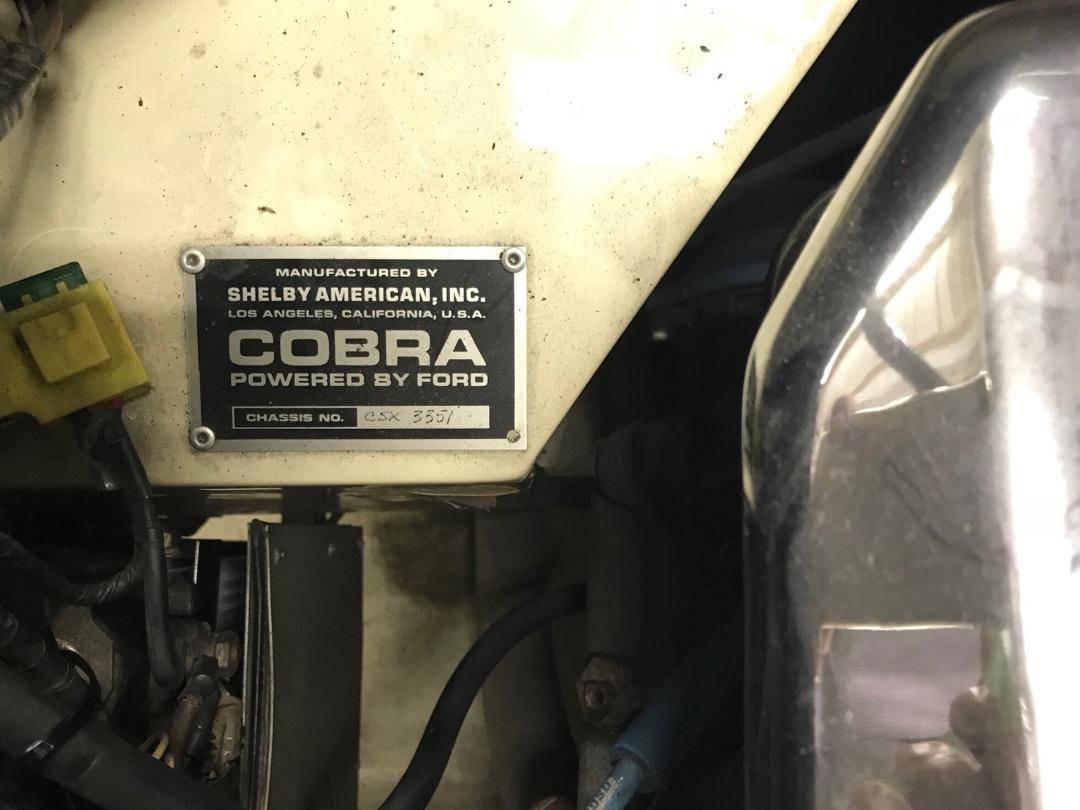 MANUFACTURED BY
SHELBY AMERICAN, INC.
LOS ANGELES, CALIFORNIA, U.S.A.
COBRA
POWERED BY FORD
CHASSIS NO. CSX 3351